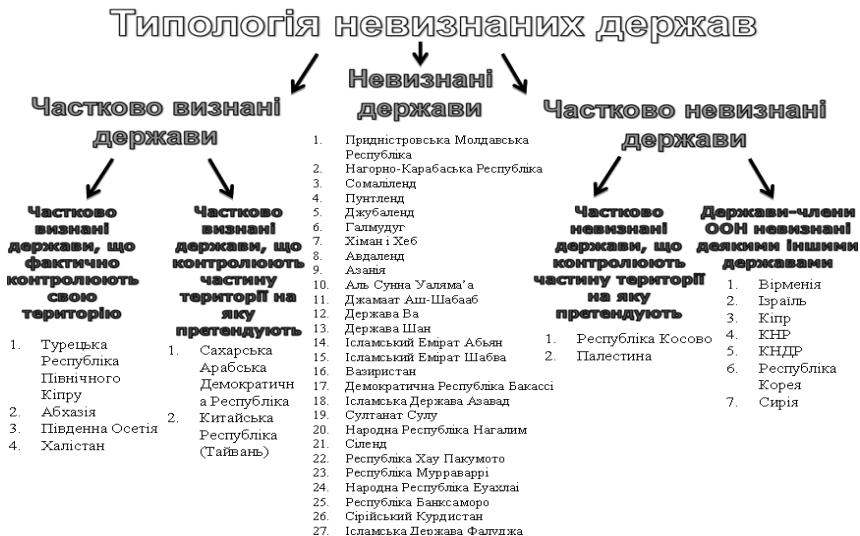 Типологія невизнаних держав
Частково визнані
держави
Частково
визнані
держави, що
фактично
контролюють
свою
територію
1. Турецька
Республіка
Північного
Кіпру
2. Абхазія
3. Південна Осетія
4. Халістан
Частково
визнані
держави, що
контролюють
частину
території на
яку
претендують
1. Сахарська
Арабська
Демократичн
а Республіка
2. Китайська
Республіка
(Тайвань)
Невизнані
держави
1. Придністровська Молдавська
Республіка
2. Нагорно-Карабаська Республіка
3. Сомаліленд
4. Пунтленд
5. Джубаленд
6. Галмудуг
7. Хіман і Хеб
8. Авдаленд
9. Азанія
10. Аль Сунна Уаляма’а
11. Джамаат Аш-Шабааб
12. Держава Ва
13. Держава Шан
14. Ісламський Емірат Абьян
15. Ісламський Емірат Шабва
16. Вазиристан
17. Демократична Республіка Бакассі
18. Ісламська Держава Азавад
19. Султанат Сулу
20. Народна Республіка Нагалим
21. Сіленд
22. Республіка Хау Пакумото
23. Республіка Мурраваррі
24. Народна Республіка Еуахлаі
25. Республіка Банксаморо
26. Сірійський Курдистан
27. Ісламська Держава Фалуджа
Частково невизнані
держави
Частково
невизнані
держави, що
контролюють
частину території
на яку
претендують
1. Республіка Косово
2. Палестина
Держави-члени
ООН невизнані
деякими іншими
державами
1. Вірменія
2. Ізраїль
3. Кіпр
4. КНР
5. КНДР
6. Республіка
Корея
7. Сирія